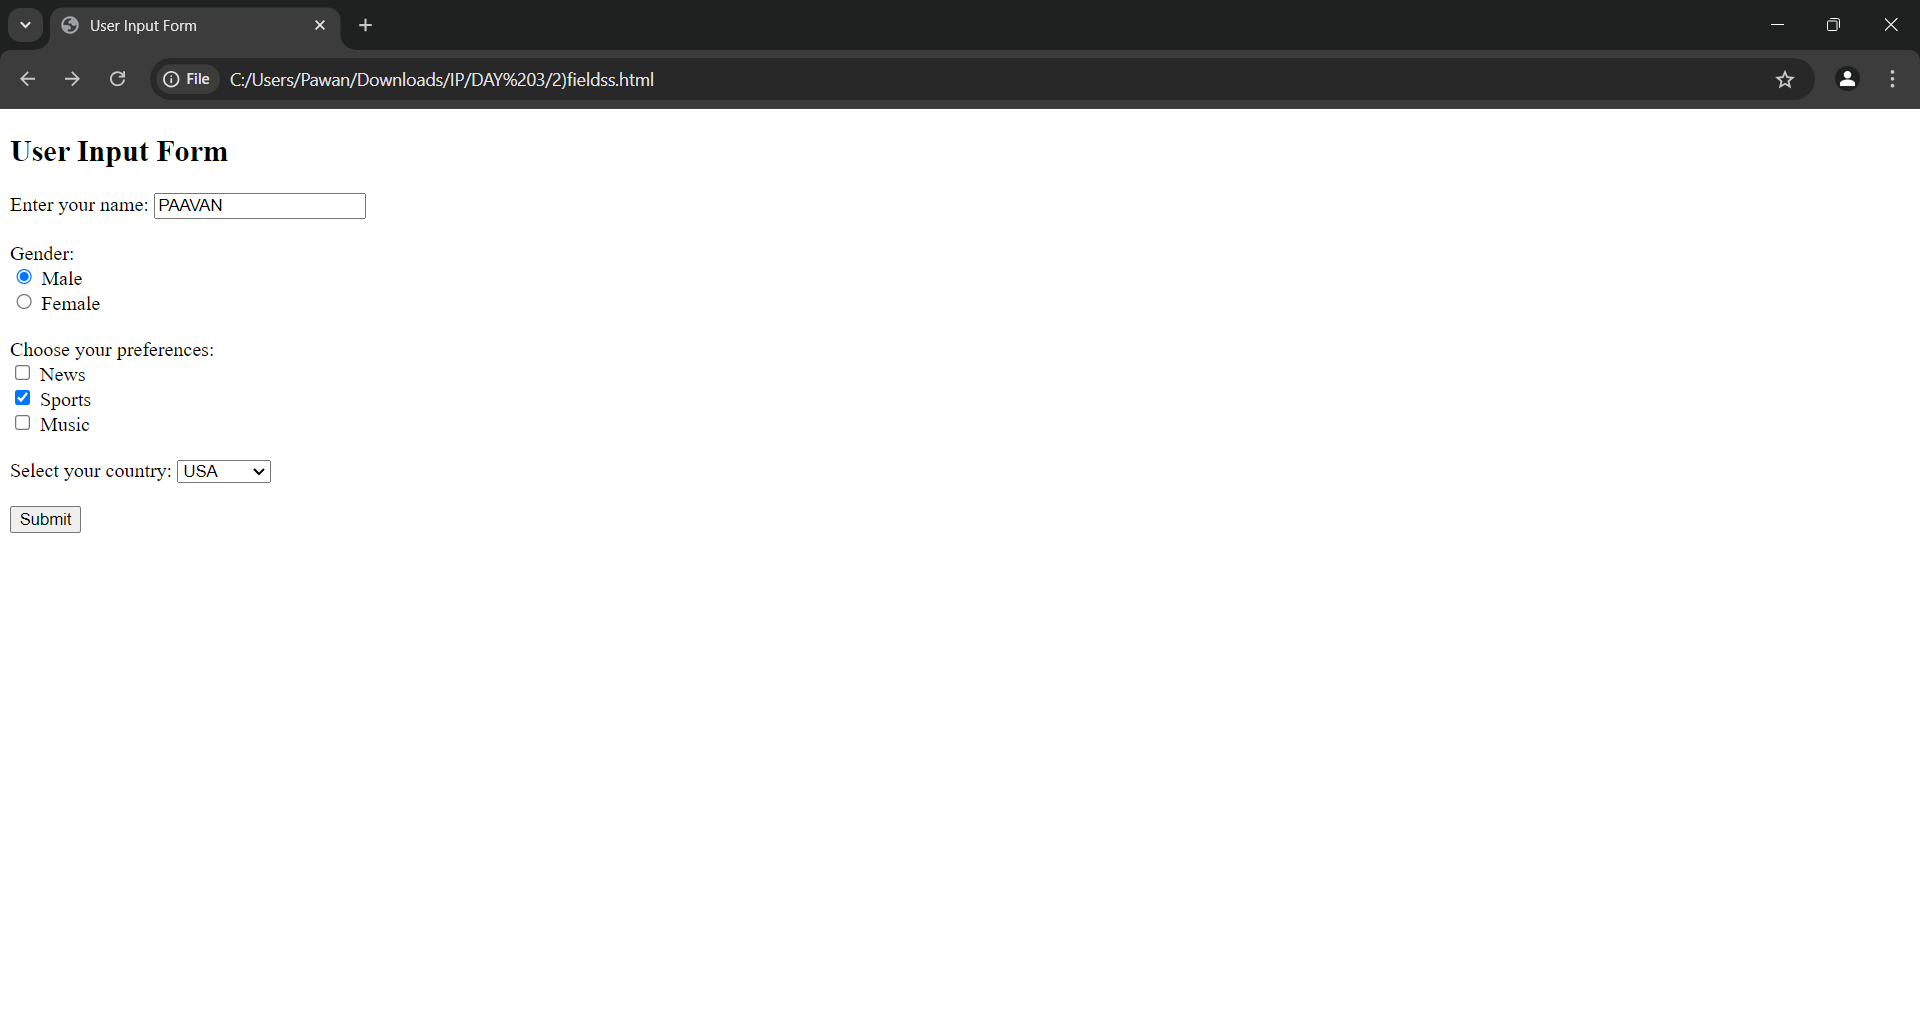 User Input Form
File C:/Users/Pawan/Downloads/IP/DAY%203/2)fieldss.html
User Input Form
Enter your name: PAAVAN
Gender:
Male
Female
Choose your preferences:
News
Sports
Music
Select your country: USA
Submit